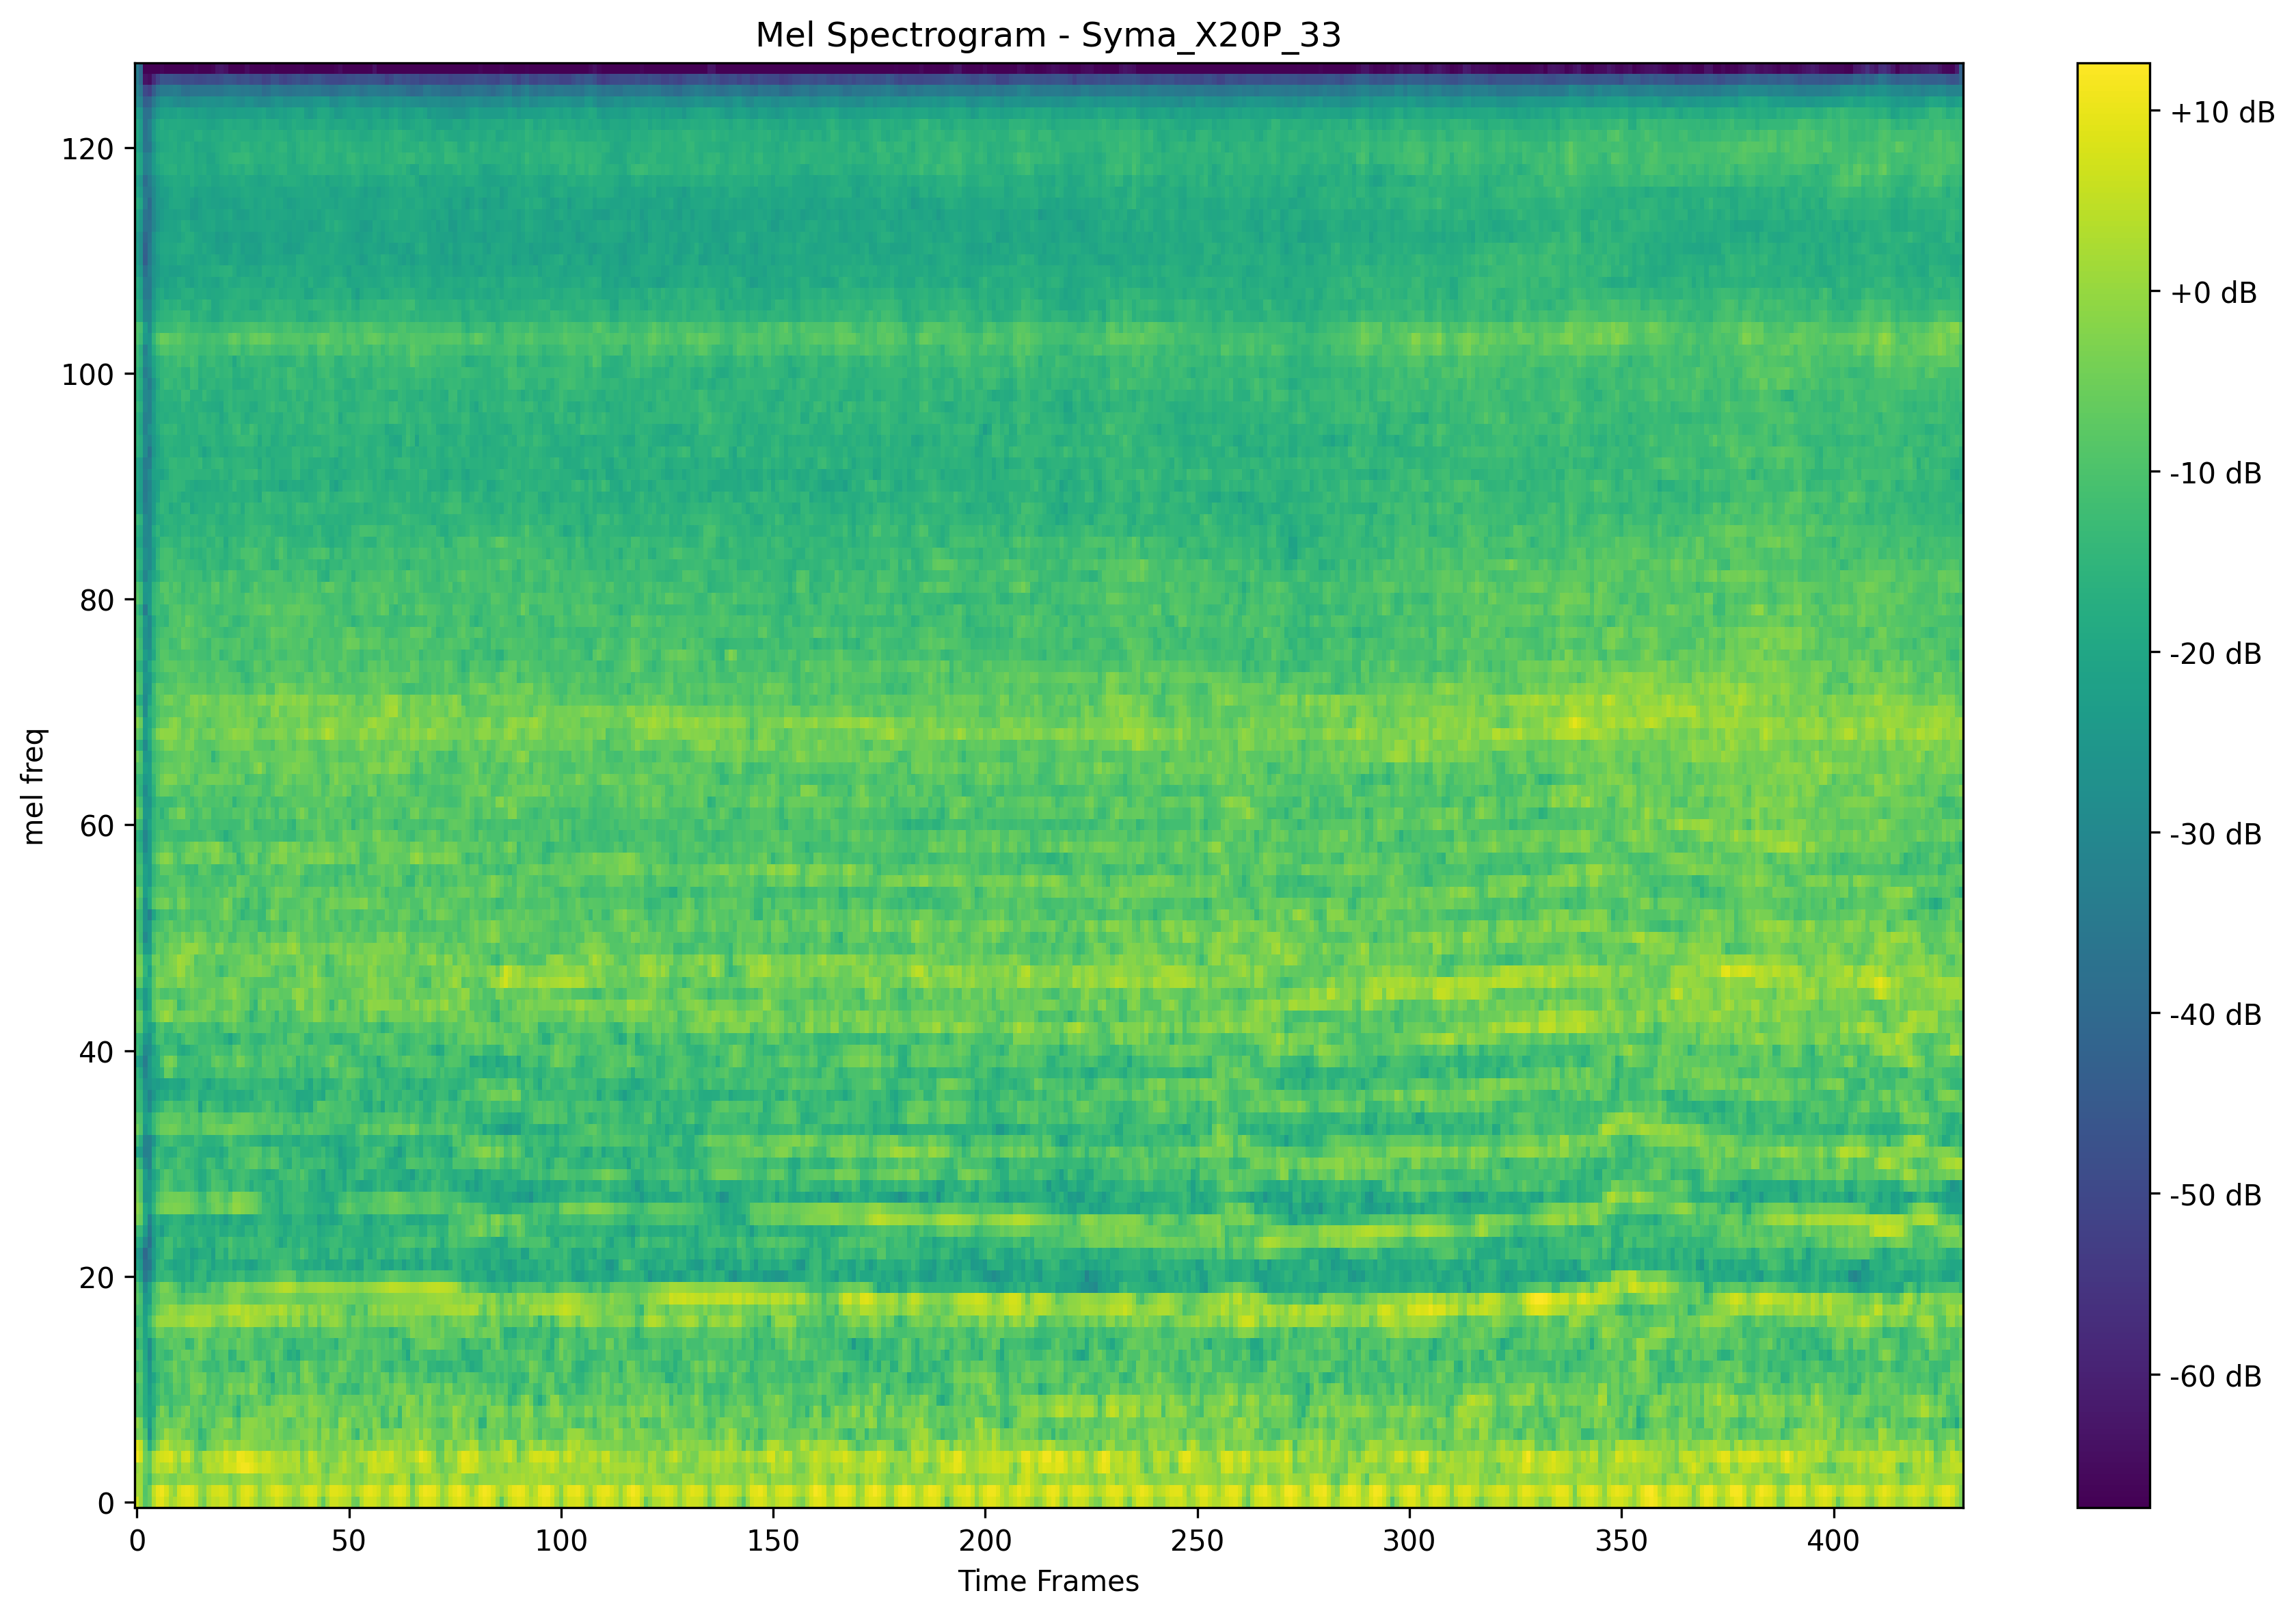 Mel Spectrogram - Syma_X20P_33
mel freq
120
100
80
60
40
20
0
0 50 100 150 200 250 300 350 400
Time Frames
+10 dB
+0 dB
-10 dB
-20 dB
-30 dB
-40 dB
-50 dB
-60 dB